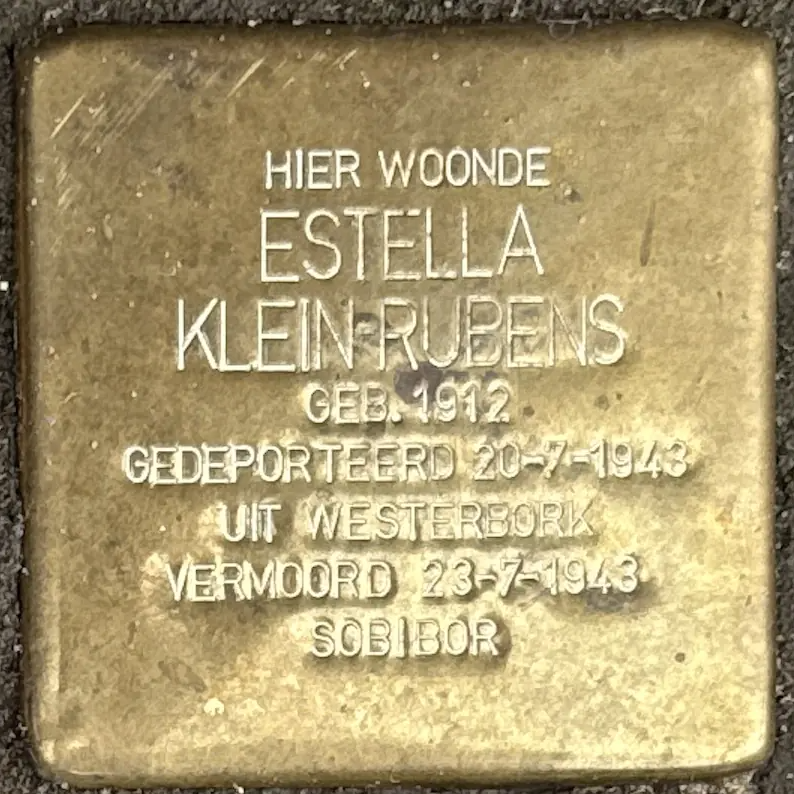 HIER WOONDE
ESTELLA
KLEIN-RUBENS
GEB. 1912
GEDEPORTEERD 20-7-1943
UIT WESTERBORK
VERMOORD 23-7-1943
SOBIBOR